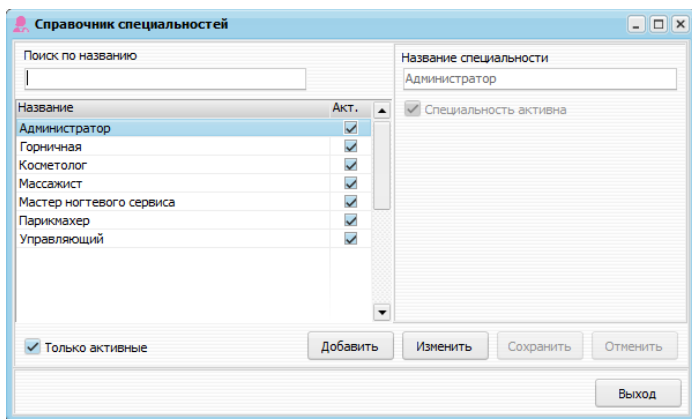 Справочник специальностей
Поиск по названию
Название специальности
Администратор
Название Акт.
Специальность активна
Администратор
Горничная
Косметолог
Массажист
Мастер ногтевого сервиса
Парикмахер
Управляющий
Только активные
Добавить Изменить Сохранить Отменить
Выход